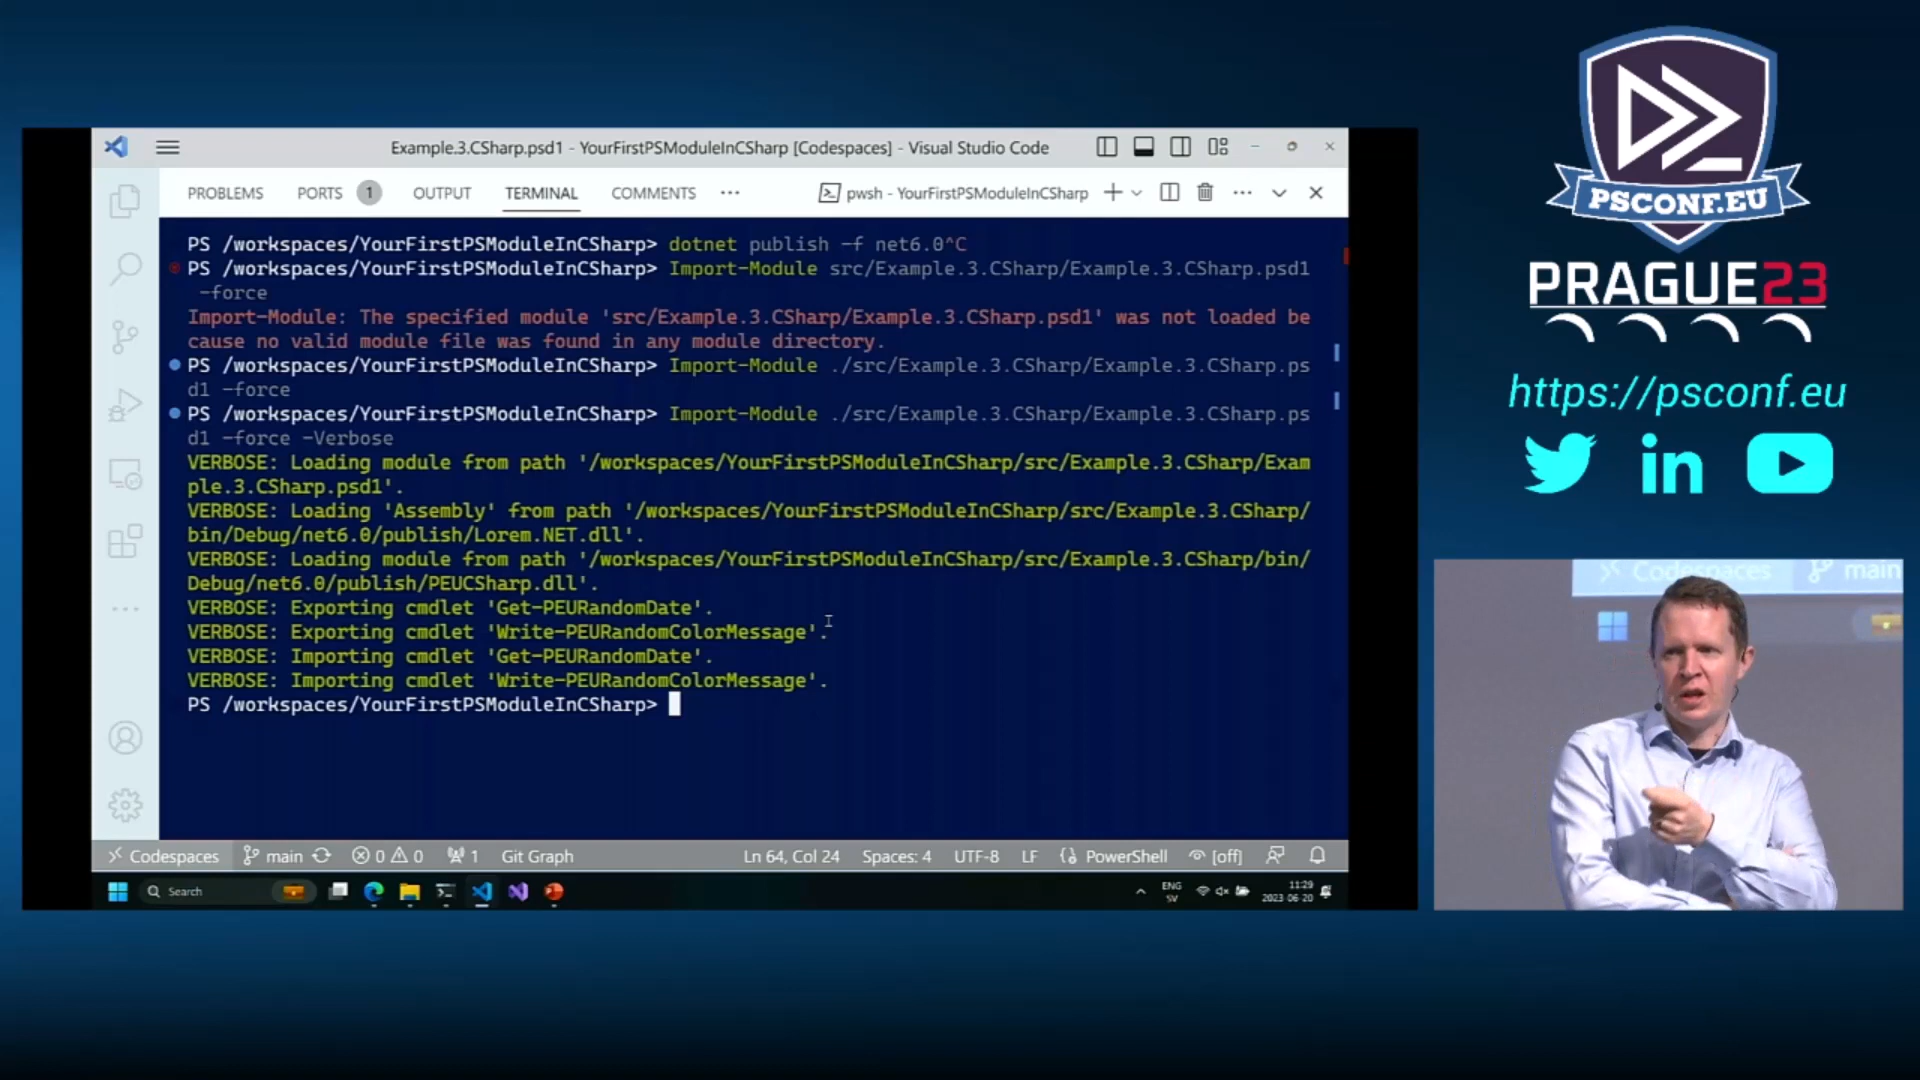 Example.3.CSharp.psd1 - YourFirstPSModuleInCSharp [Codespaces] - Visual Studio Code
PROBLEMS PORTS 1 OUTPUT TERMINAL COMMENTS ··· pwsh - YourFirstPSModuleInCSharp
PS /workspaces/YourFirstPSModuleInCSharp> dotnet publish -f net6.0^C
PS /workspaces/YourFirstPSModuleInCSharp> Import-Module src/Example.3.CSharp/Example.3.CSharp.psd1
-force
Import-Module: The specified module 'src/Example.3.CSharp/Example.3.CSharp.psd1' was not loaded be
cause no valid module file was found in any module directory.
PS /workspaces/YourFirstPSModuleInCSharp> Import-Module ./src/Example.3.CSharp/Example.3.CSharp.ps
d1 -force
PS /workspaces/YourFirstPSModuleInCSharp> Import-Module ./src/Example.3.CSharp/Example.3.CSharp.ps
d1 -force -Verbose
VERBOSE: Loading module from path '/workspaces/YourFirstPSModuleInCSharp/src/Example.3.CSharp/Exam
ple.3.CSharp.psd1'.
VERBOSE: Loading 'Assembly' from path '/workspaces/YourFirstPSModuleInCSharp/src/Example.3.CSharp/
bin/Debug/net6.0/publish/Lorem.NET.dll'.
VERBOSE: Loading module from path '/workspaces/YourFirstPSModuleInCSharp/src/Example.3.CSharp/bin/
Debug/net6.0/publish/PEUCSharp.dll'.
VERBOSE: Exporting cmdlet 'Get-PEURandomDate'.
VERBOSE: Exporting cmdlet 'Write-PEURandomColorMessage'.
VERBOSE: Importing cmdlet 'Get-PEURandomDate'.
VERBOSE: Importing cmdlet 'Write-PEURandomColorMessage'.
PS /workspaces/YourFirstPSModuleInCSharp>
Codespaces main 0 0 1 Git Graph Ln 64, Col 24 Spaces: 4 UTF-8 LF PowerShell [off]
Search ENG SV 11:29 2023-06-20
PSCONF.EU
PRAGUE23
https://psconf.eu
in
Codespaces main